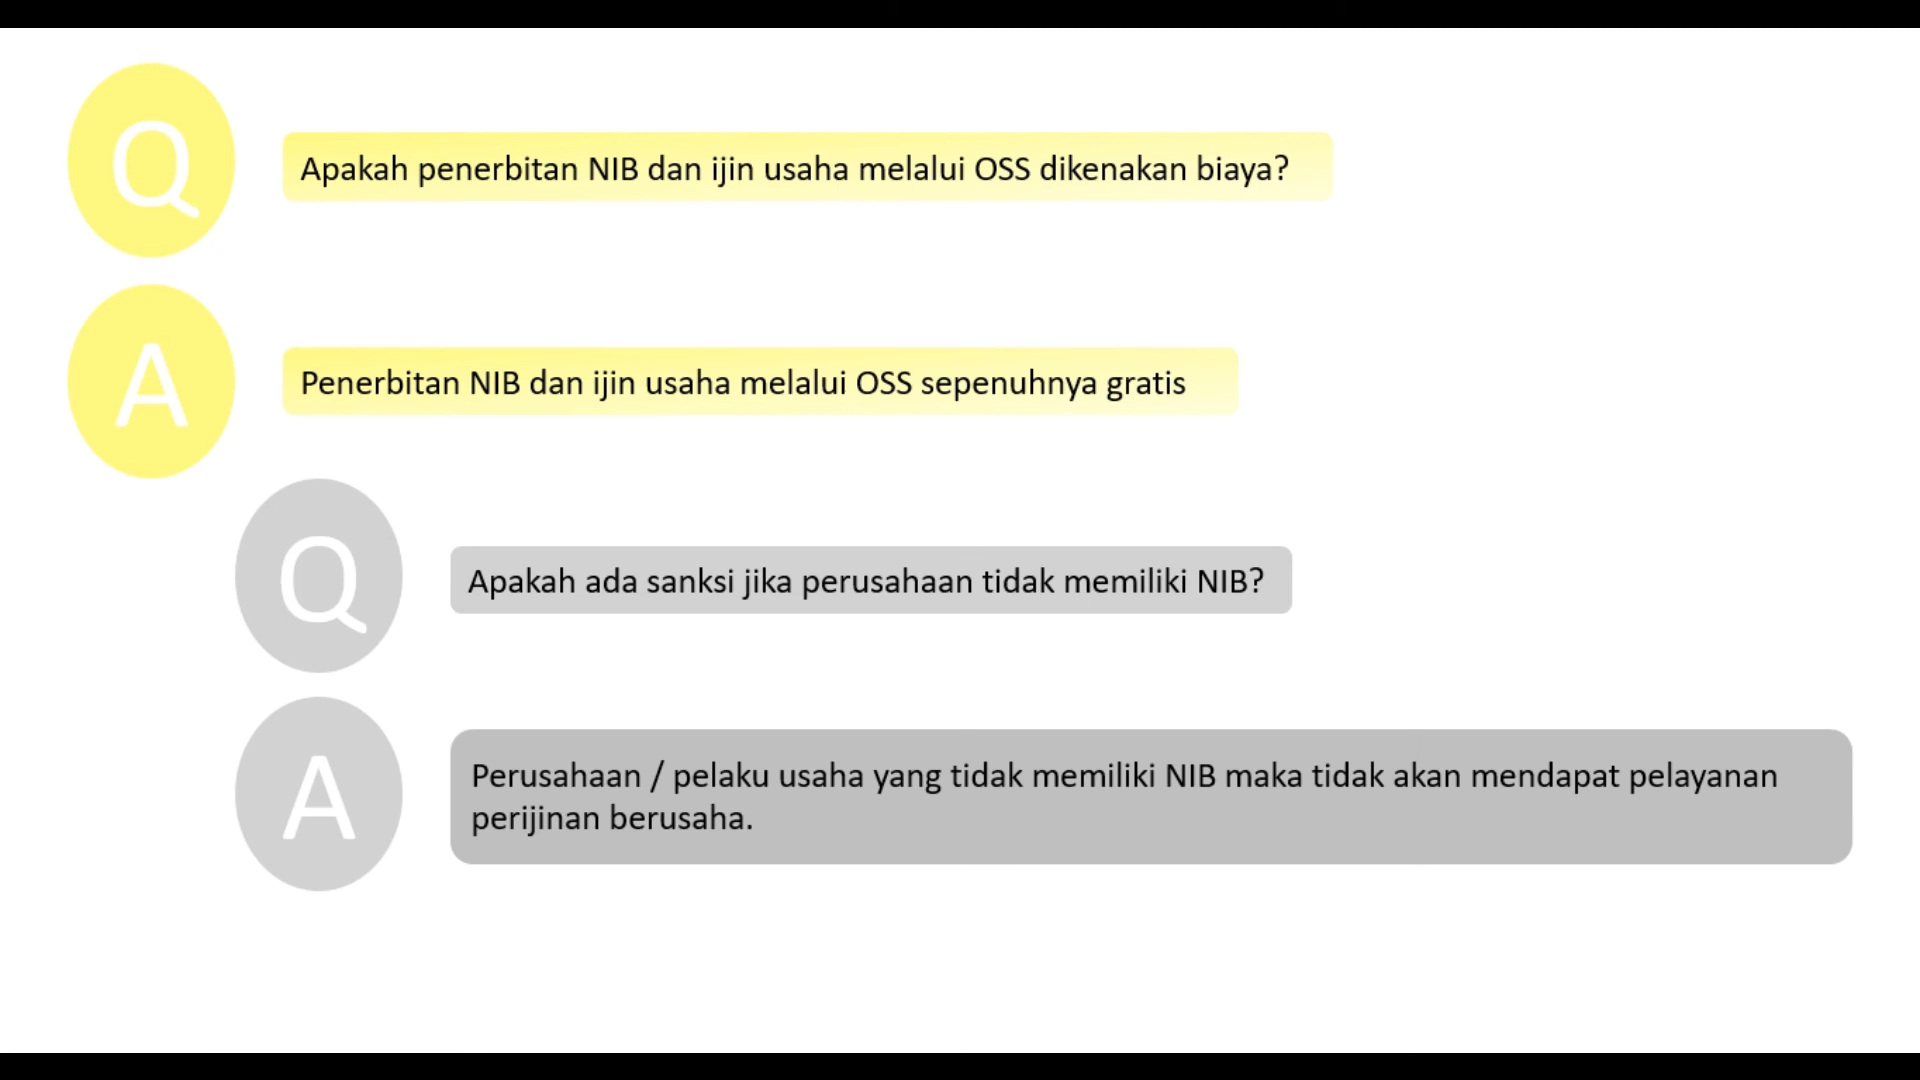 Q
Apakah penerbitan NIB dan ijin usaha melalui OSS dikenakan biaya?
A
Penerbitan NIB dan ijin usaha melalui OSS sepenuhnya gratis
Q
Apakah ada sanksi jika perusahaan tidak memiliki NIB?
A
Perusahaan / pelaku usaha yang tidak memiliki NIB maka tidak akan mendapat pelayanan
perijinan berusaha.